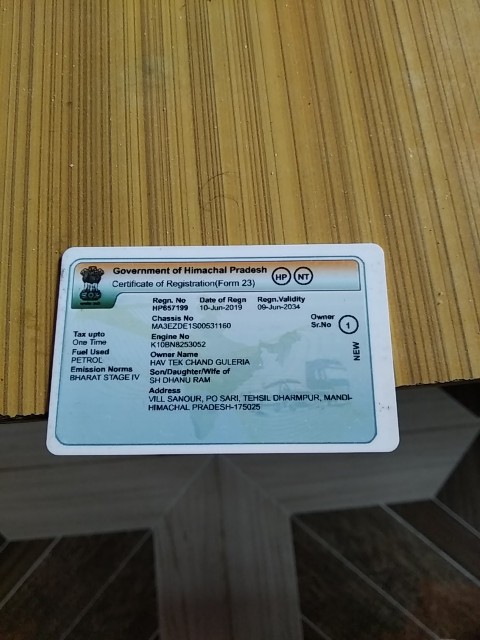 Government of Himachal Pradesh
Certificate of Registration(Form 23)
HP
NT
Regn. No Date of Regn Regn.Validity
HP657199 10-Jun-2019 09-Jun-2034
Chassis No
MA3EZDE1S00531160
Owner
Sr.No
1
NEW
Tax upto
One Time
Engine No
K10BN8253052
Fuel Used
PETROL
Owner Name
HAV TEK CHAND GULERIA
Emission Norms
BHARAT STAGE IV
Son/Daughter/Wife of
SH DHANU RAM
Address
VILL SANOUR, PO SARI, TEHSIL DHARMPUR, MANDI-
HIMACHAL PRADESH-175025